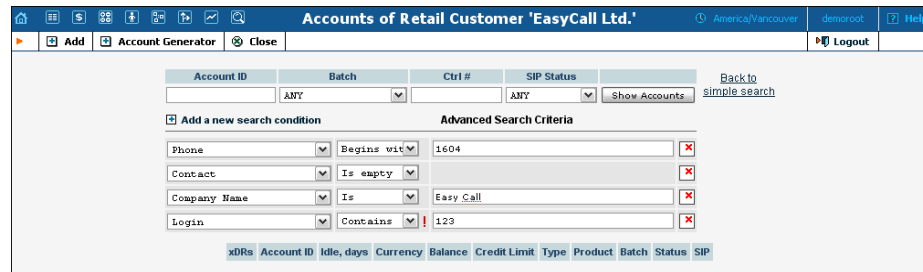 Accounts of Retail Customer 'EasyCall Ltd.' America/Vancouver demoroot ? Help
Add Account Generator Close Logout
Account ID Batch Ctrl # SIP Status
ANY ANY Show Accounts
Back to
simple search
Add a new search condition Advanced Search Criteria
Phone Begins wit 1604
Contact Is empty
Company Name Is Easy Call
Login Contains ! 123
xDRs Account ID Idle, days Currency Balance Credit Limit Type Product Batch Status SIP